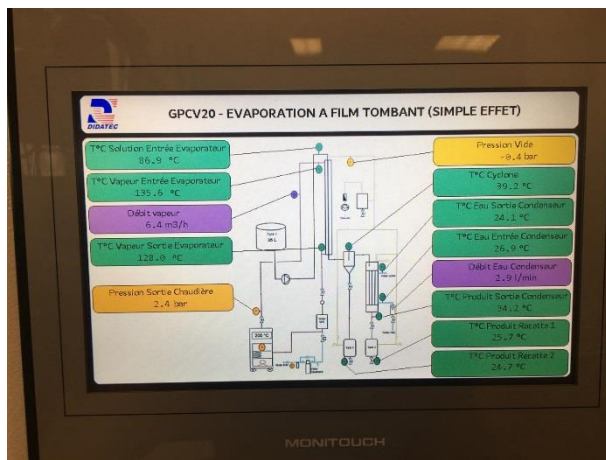 GPCV20 - EVAPORATION A FILM TOMBANT (SIMPLE EFFET)
DIDATEC
T°C Solution Entrée Evaporateur
86.9 °C
T°C Vapeur Entrée Evaporateur
135.6 °C
Débit vapeur
6.4 m3/h
T°C Vapeur Sortie Evaporateur
128.0 °C
Pression Sortie Chaudière
2.4 bar
200 °C
Pression Vide
-0.4 bar
T°C Cyclone
39.2 °C
T°C Eau Sortie Condenseur
24.1 °C
T°C Eau Entrée Condenseur
26.9 °C
Débit Eau Condenseur
2.9 l/min
T°C Produit Sortie Condenseur
34.2 °C
T°C Produit Recette 1
25.7 °C
T°C Produit Recette 2
24.7 °C
MONITOUCH